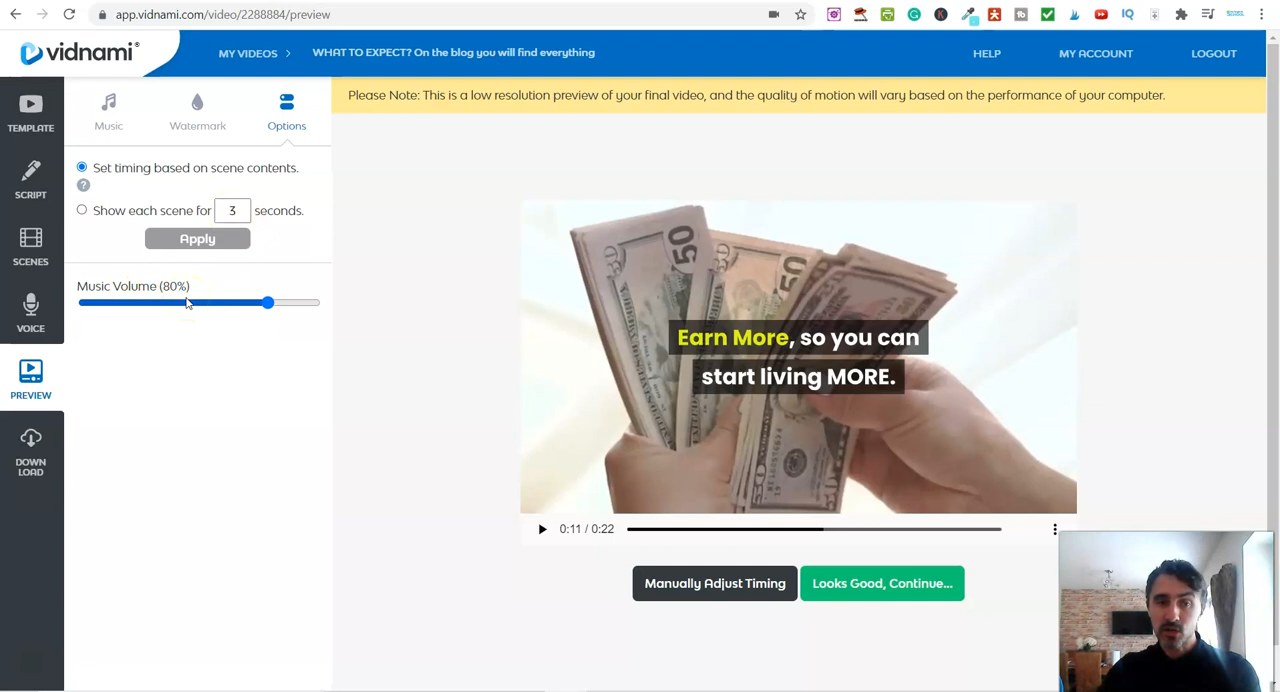 app.vidnami.com/video/2288884/preview
vidnami
MY VIDEOS
WHAT TO EXPECT? On the blog you will find everything
HELP
MY ACCOUNT
LOGOUT
TEMPLATE
SCRIPT
SCENES
VOICE
PREVIEW
DOWN
LOAD
Music
Watermark
Options
Set timing based on scene contents.
?
Show each scene for 3 seconds.
Apply
Music Volume (80%)
Please Note: This is a low resolution preview of your final video, and the quality of motion will vary based on the performance of your computer.
50
50
Earn More, so you can
start living MORE.
0:11 / 0:22
Manually Adjust Timing
Looks Good, Continue...